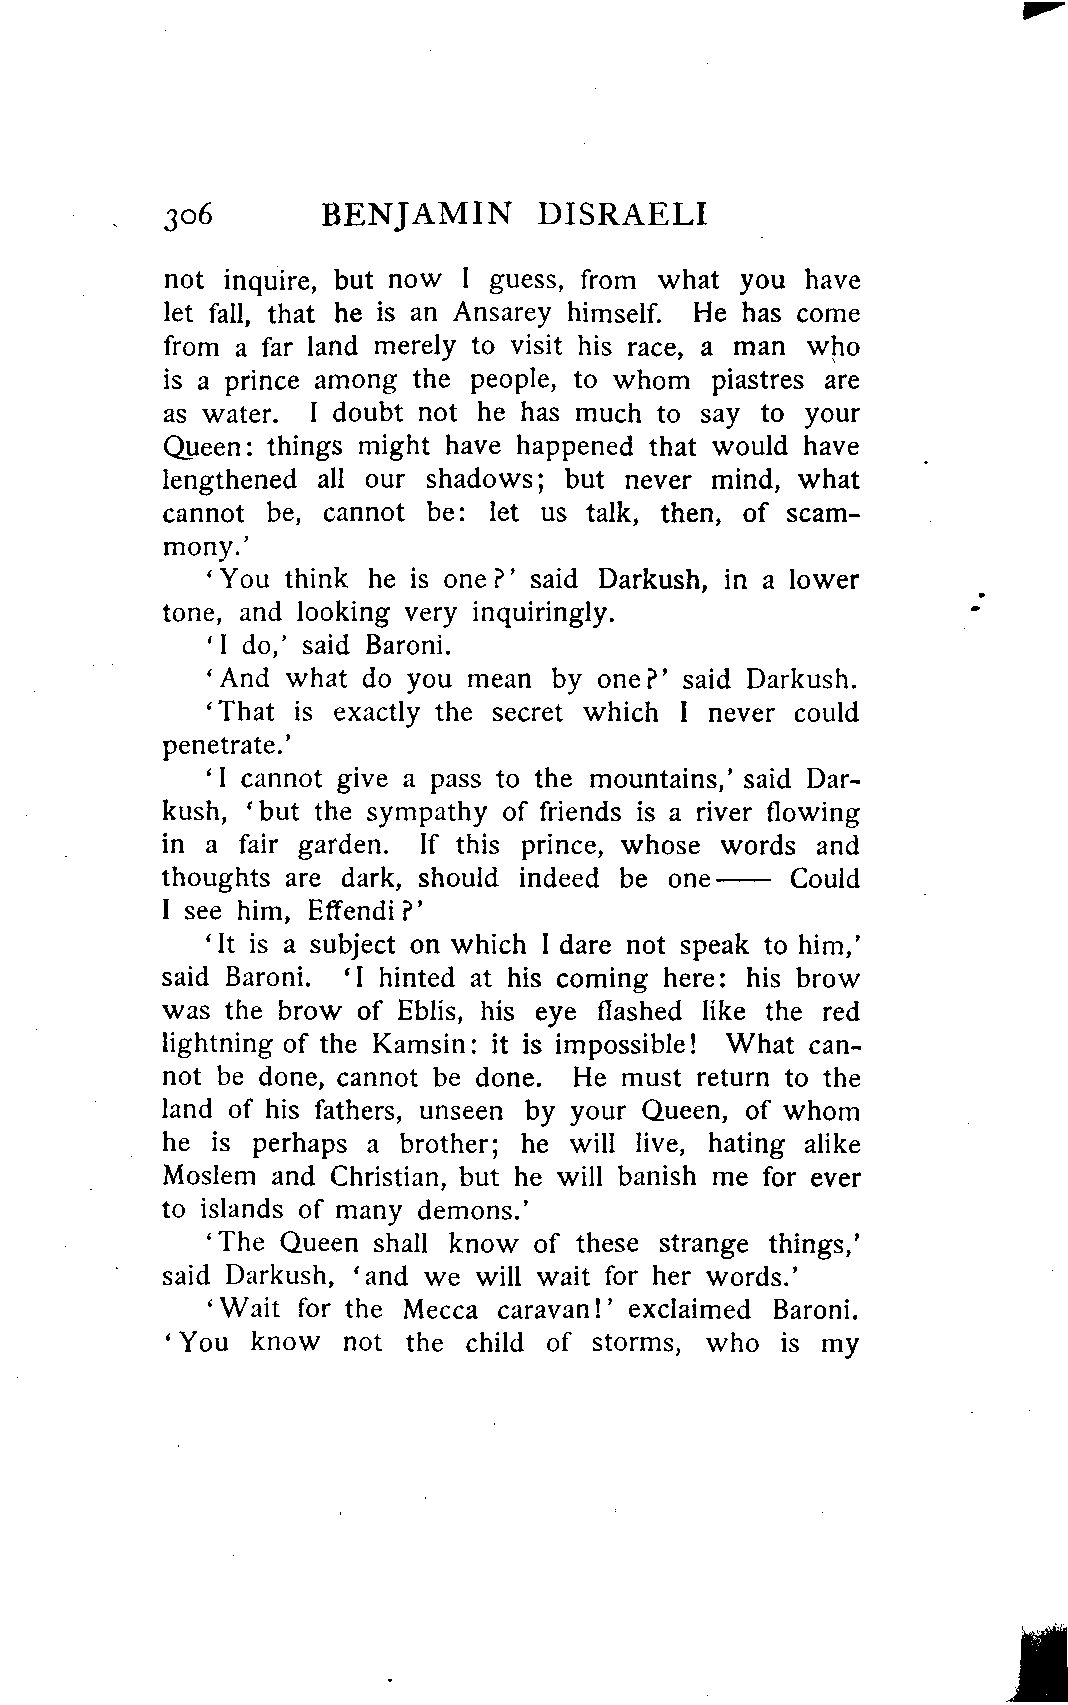 306 BENJAMIN DISRAELI
not inquire, but now I guess, from what you have
let fall, that he is an Ansarey himself. He has come
from a far land merely to visit his race, a man who
is a prince among the people, to whom piastres are
as water. I doubt not he has much to say to your
Queen: things might have happened that would have
lengthened all our shadows; but never mind, what
cannot be, cannot be: let us talk, then, of scam-
mony.'
'You think he is one?' said Darkush, in a lower
tone, and looking very inquiringly.
'I do,' said Baroni.
'And what do you mean by one?' said Darkush.
'That is exactly the secret which I never could
penetrate.'
'I cannot give a pass to the mountains,' said Dar-
kush, 'but the sympathy of friends is a river flowing
in a fair garden. If this prince, whose words and
thoughts are dark, should indeed be one—— Could
I see him, Effendi?'
'It is a subject on which I dare not speak to him,'
said Baroni. 'I hinted at his coming here: his brow
was the brow of Eblis, his eye flashed like the red
lightning of the Kamsin: it is impossible! What can-
not be done, cannot be done. He must return to the
land of his fathers, unseen by your Queen, of whom
he is perhaps a brother; he will live, hating alike
Moslem and Christian, but he will banish me for ever
to islands of many demons.'
'The Queen shall know of these strange things,'
said Darkush, 'and we will wait for her words.'
'Wait for the Mecca caravan!' exclaimed Baroni.
'You know not the child of storms, who is my